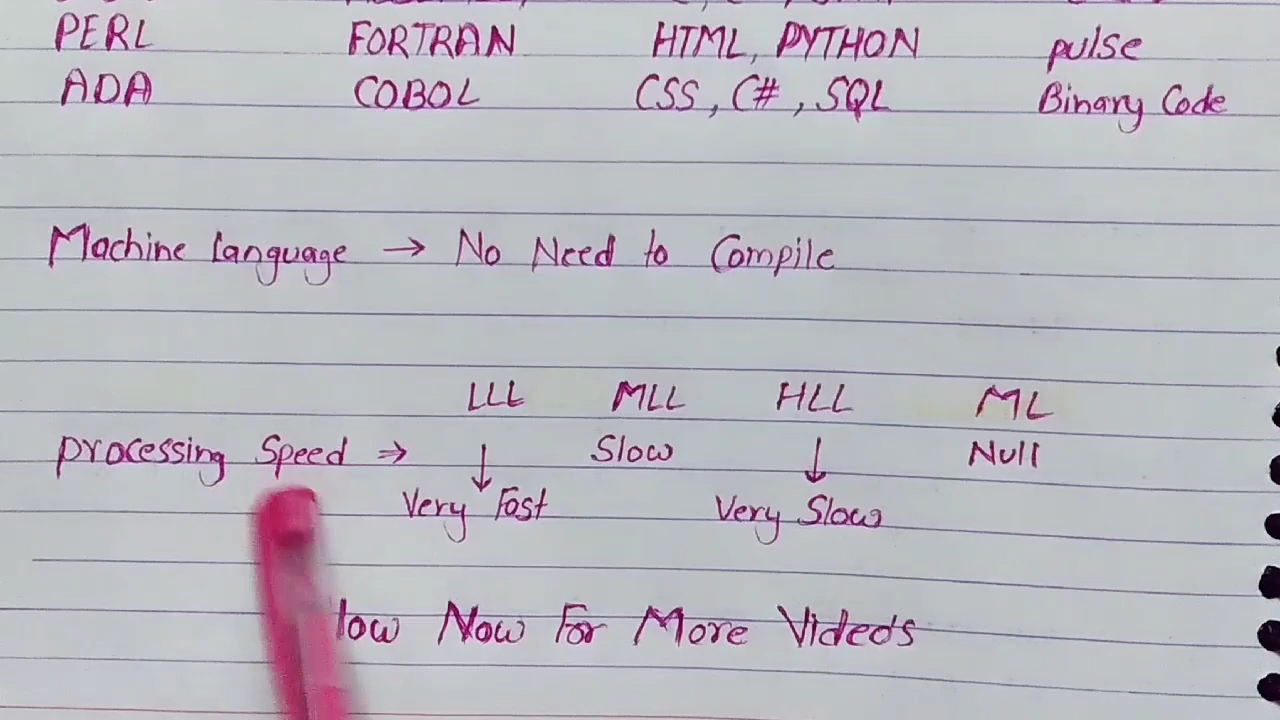 PERL FORTRAN HTML, PYTHON pulse
ADA COBOL CSS, C#, SQL Binary Code
Machine language → No Need to Compile
LLL MLL HLL ML
processing Speed ⇒ ↓ Slow ↓ Null
Very Fast Very Slow
Now For More Videos